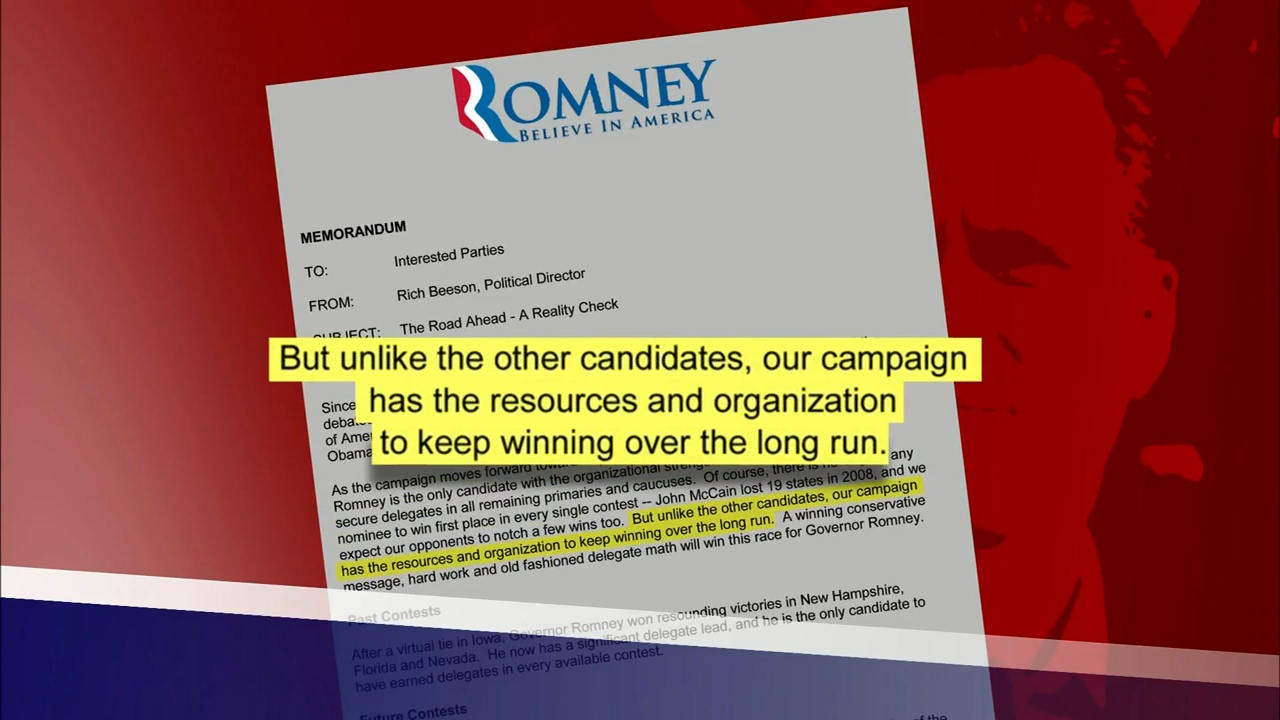 ROMNEY
BELIEVE IN AMERICA
MEMORANDUM
TO: Interested Parties
FROM: Rich Beeson, Political Director
SUBJECT: The Road Ahead - A Reality Check
But unlike the other candidates, our campaign
has the resources and organization
to keep winning over the long run.
Since
of Ame
Obama
As the campaign moves forward
Romney is the only candidate with the organizational
secure delegates in all remaining primaries and caucuses. Of course, there is any
nominee to win first place in every single contest -- John McCain lost 19 states in 2008, and we
expect our opponents to notch a few wins too. But unlike the other candidates, our campaign
has the resources and organization to keep winning over the long run. A winning conservative
message, hard work and old fashioned delegate math will win this race for Governor Romney.
Past Contests
After a virtual tie in Iowa, Governor Romney won resounding victories in New Hampshire,
Florida and Nevada. He now has a significant delegate lead, and he is the only candidate to
have earned delegates in every available contest.
Future Contests
of the